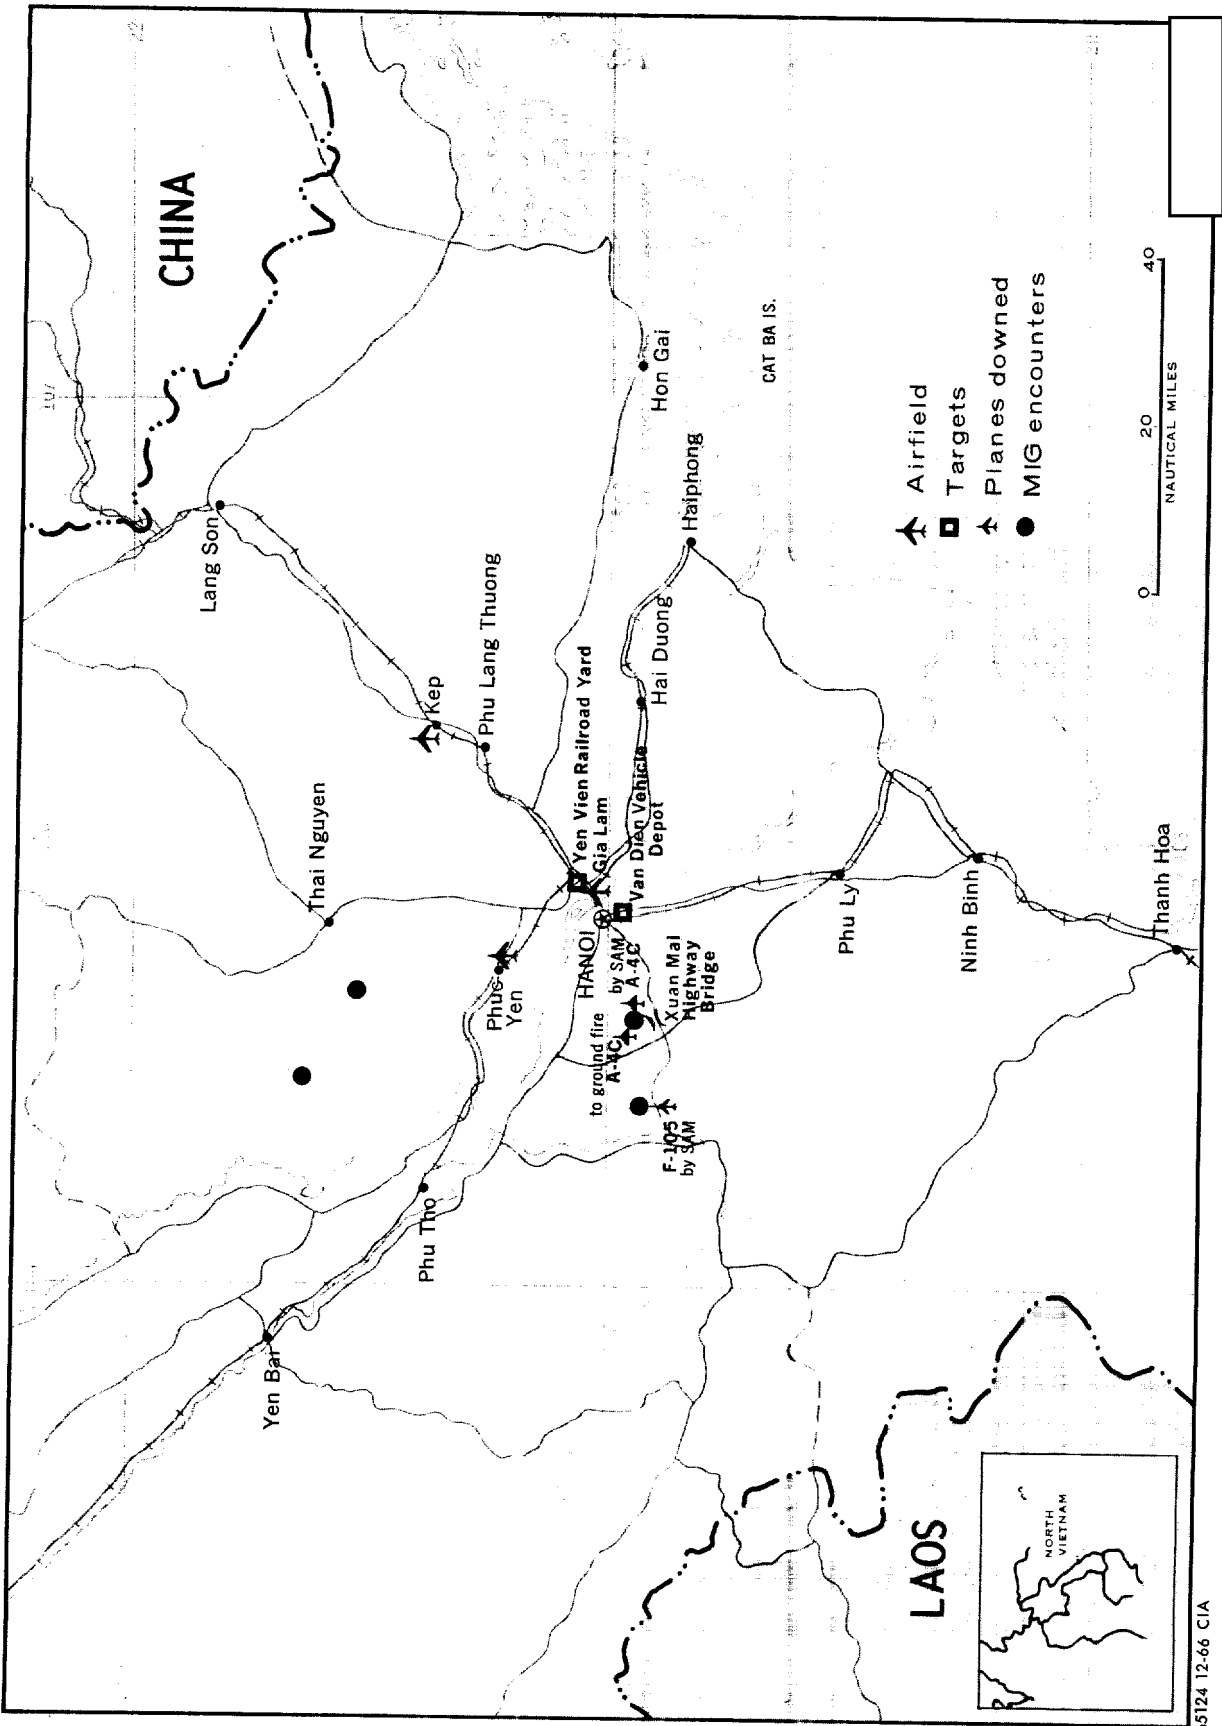 CHINA
107
22
Lang Son
Thai Nguyen
Kep
Phu Lang Thuong
Yen Bai
Phu Tho
Phuc
Yen
HANOI
Yen Vien Railroad Yard
Gia Lam
Van Dien Vehicle
Depot
Hai Duong
Haiphong
Hon Gai
CAT BA IS.
to ground fire
A-4C
by SAM
A-4C
Xuan Mai
Highway
Bridge
F-105
by SAM
Phu Ly
Ninh Binh
Thanh Hoa
LAOS
NORTH
VIETNAM
Airfield
Targets
Planes downed
MIG encounters
0 20 40
NAUTICAL MILES
5124 12-66 CIA